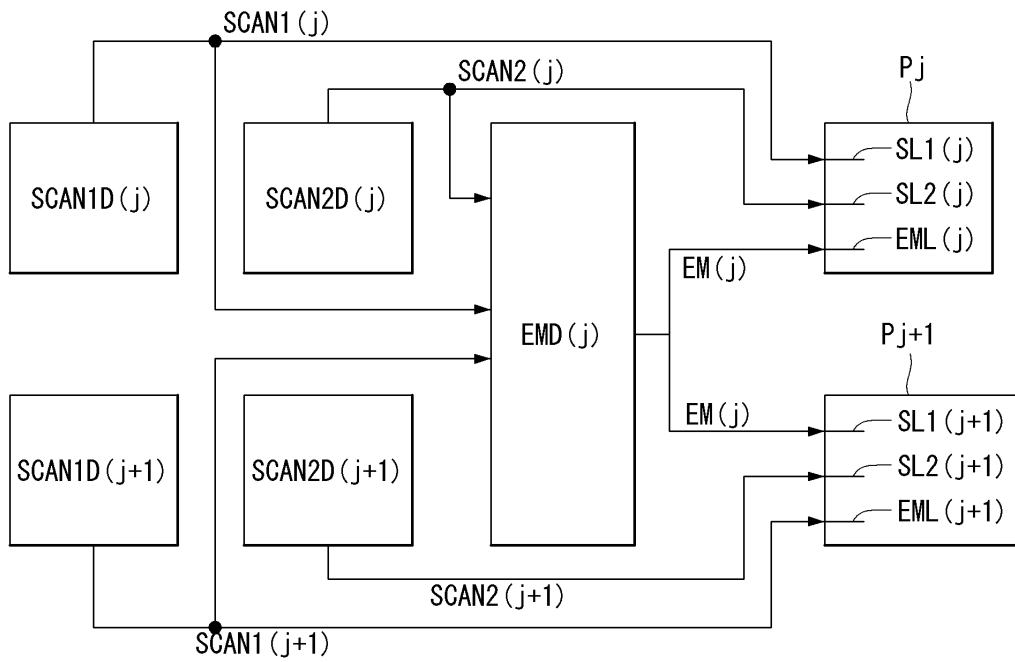 SCAN1(j)
SCAN2(j)
Pj
SCAN1D(j)
SCAN2D(j)
SL1(j)
SL2(j)
EML(j)
EM(j)
EMD(j)
Pj+1
EM(j)
SCAN1D(j+1)
SCAN2D(j+1)
SL1(j+1)
SL2(j+1)
EML(j+1)
SCAN2(j+1)
SCAN1(j+1)